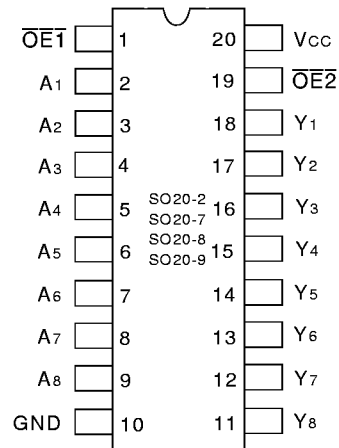 OE1 1 20 VCC
A1 2 19 OE2
A2 3 18 Y1
A3 4 17 Y2
A4 5 SO20-2 16 Y3
SO20-7
SO20-8
A5 6 SO20-9 15 Y4
A6 7 14 Y5
A7 8 13 Y6
A8 9 12 Y7
GND 10 11 Y8